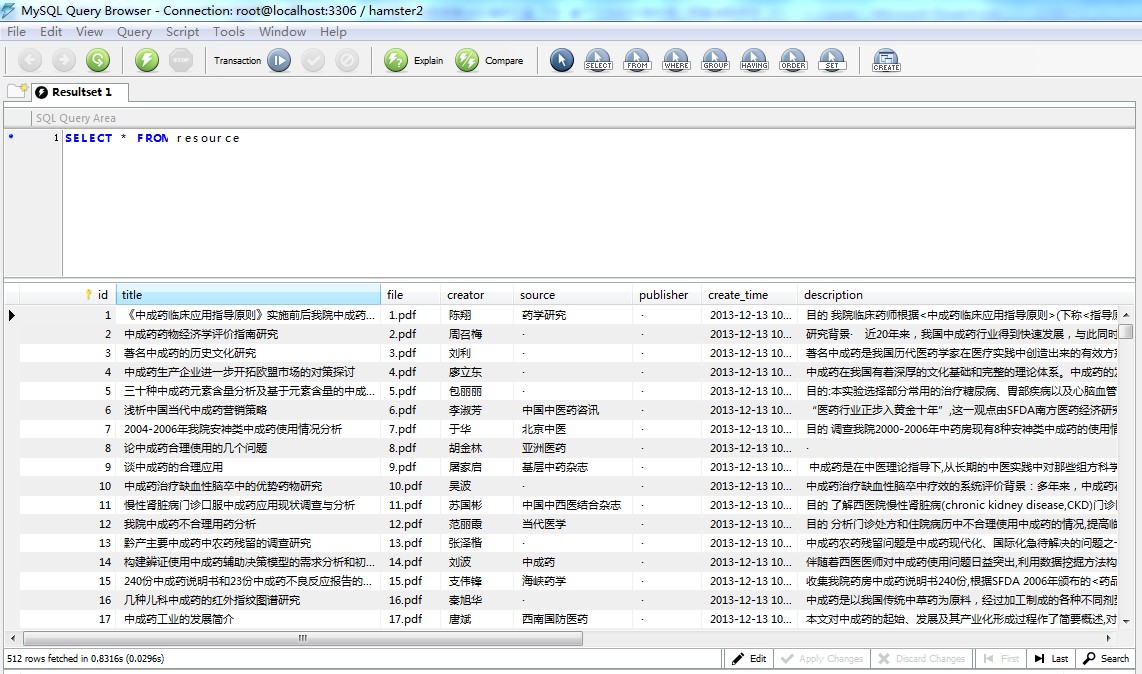 MySQL Query Browser - Connection: root@localhost:3306 / hamster2
File Edit View Query Script Tools Window Help
Transaction Explain Compare SELECT FROM WHERE GROUP HAVING ORDER SET CREATE
Resultset 1
SQL Query Area
1 SELECT * FROM resource
id title file creator source publisher create_time description
1 《中成药临床应用指导原则》实施前后我院中成药... 1.pdf 陈翔 药学研究 · 2013-12-13 10... 目的 我院临床药师根据<中成药临床应用指导原则>(下称<指导原
2 中成药药物经济学评价指南研究 2.pdf 周召梅 · · 2013-12-13 10... 研究背景· 近20年来，我国中成药行业得到快速发展，与此同时
3 著名中成药的历史文化研究 3.pdf 刘利 · · 2013-12-13 10... 著名中成药是我国历代医药学家在医疗实践中创造出来的有效方
4 中成药生产企业进一步开拓欧盟市场的对策探讨 4.pdf 廖立东 · · 2013-12-13 10... 中成药在我国有着深厚的文化基础和完整的理论体系。中成药的
5 三十种中成药元素含量分析及基于元素含量的中成... 5.pdf 包丽丽 · · 2013-12-13 10... 目的:本实验选择部分常用的治疗糖尿病、胃部疾病以及心脑血管
6 浅析中国当代中成药营销策略 6.pdf 李淑芳 中国中医药咨讯 · 2013-12-13 10... “医药行业正步入黄金十年”,这一观点由SFDA南方医药经济研
7 2004-2006年我院安神类中成药使用情况分析 7.pdf 于华 北京中医 · 2013-12-13 10... 目的 调查我院2000-2006年中药房现有8种安神类中成药的使用情
8 论中成药合理使用的几个问题 8.pdf 胡金林 亚洲医药 · 2013-12-13 10... ·
9 谈中成药的合理应用 9.pdf 屠家启 基层中药杂志 · 2013-12-13 10... 中成药是在中医理论指导下,从长期的中医实践中对那些组方科学
10 中成药治疗缺血性脑卒中的优势药物研究 10.pdf 吴波 · · 2013-12-13 10... 中成药治疗缺血性脑卒中疗效的系统评价背景：多年来，中成药
11 慢性肾脏病门诊口服中成药应用现状调查与分析 11.pdf 苏国彬 中国中西医结合杂志 · 2013-12-13 10... 目的 了解西医院慢性肾脏病(chronic kidney disease,CKD)门诊
12 我院中成药不合理用药分析 12.pdf 范丽霞 当代医学 · 2013-12-13 10... 目的 分析门诊处方和住院病历中不合理使用中成药的情况,提高临
13 黔产主要中成药中农药残留的调查研究 13.pdf 张泽楷 · · 2013-12-13 10... 中成药农药残留问题是中成药现代化、国际化急待解决的问题之
14 构建辨证使用中成药辅助决策模型的需求分析和初... 14.pdf 刘波 中成药 · 2013-12-13 10... 伴随着西医医师对中成药使用问题日益突出,利用数据挖掘方法构
15 240份中成药说明书和23份中成药不良反应报告的... 15.pdf 支伟峰 海峡药学 · 2013-12-13 10... 收集我院药房中成药说明书240份,根据SFDA 2006年颁布的<药品
16 几种儿科中成药的红外指纹图谱研究 16.pdf 秦旭华 · · 2013-12-13 10... 中成药是以我国传统中草药为原料，经过加工制成的各种不同剂
17 中成药工业的发展简介 17.pdf 唐斌 西南国防医药 · 2013-12-13 10... 本文对中成药的起始、发展及其产业化形成过程作了简要概述,对
512 rows fetched in 0.8316s (0.0296s) Edit Apply Changes Discard Changes First Last Search